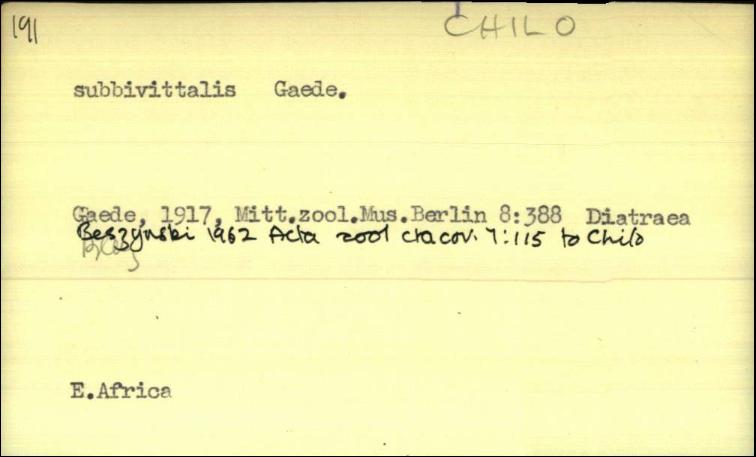 191
CHILO
subbivittalis Gaede.
Gaede, 1917, Mitt.zool.Mus.Berlin 8:388 Diatraea
Beszynski 1962 Acta zool cracov. 7:115 to Chilo
E.Africa